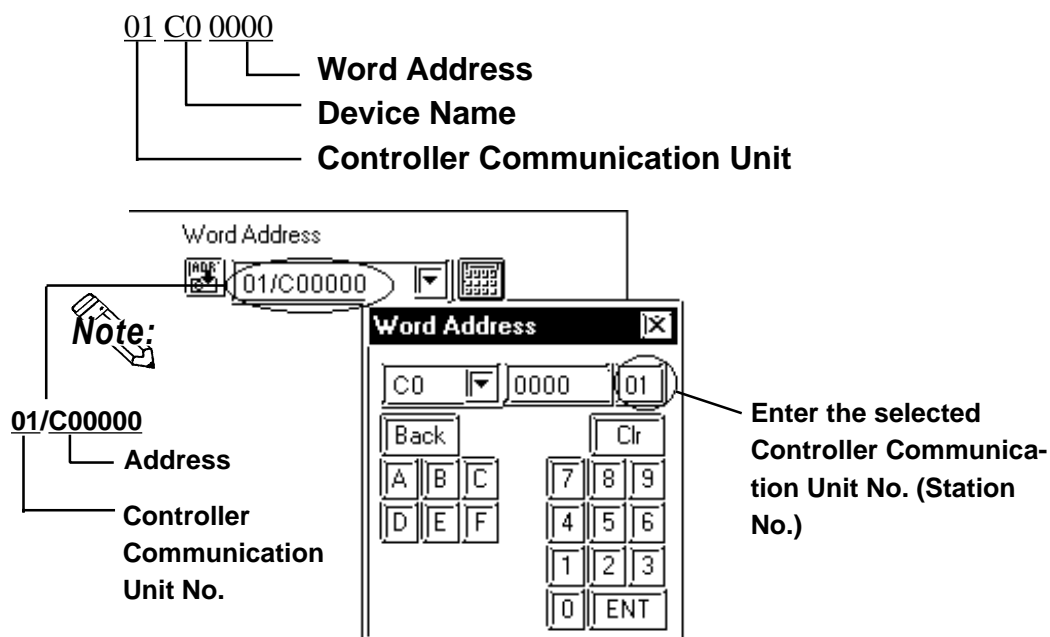 01 C0 0000
Word Address
Device Name
Controller Communication Unit
Word Address
ADR
01/C00000
Note:
01/C00000
Address
Controller
Communication
Unit No.
Word Address
C0 0000 01
Back Clr
A B C 7 8 9
D E F 4 5 6
1 2 3
0 ENT
Enter the selected
Controller Communica-
tion Unit No. (Station
No.)